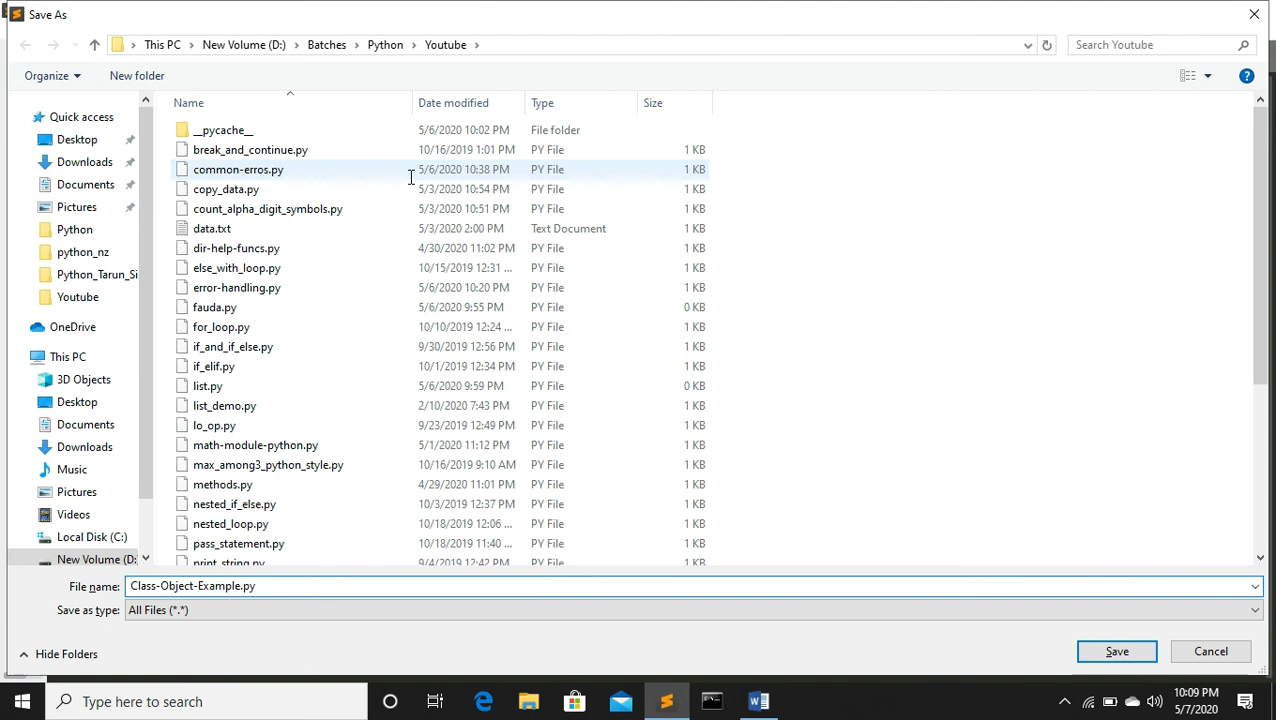 Save As
This PC > New Volume (D:) > Batches > Python > Youtube >
Search Youtube
Organize
New folder
Name Date modified Type Size
Quick access
Desktop
Downloads
Documents
Pictures
Python
python_nz
Python_Tarun_Si
Youtube
OneDrive
This PC
3D Objects
Desktop
Documents
Downloads
Music
Pictures
Videos
Local Disk (C:)
New Volume (D:
__pycache__ 5/6/2020 10:02 PM File folder
break_and_continue.py 10/16/2019 1:01 PM PY File 1 KB
common-erros.py 5/6/2020 10:38 PM PY File 1 KB
copy_data.py 5/3/2020 10:54 PM PY File 1 KB
count_alpha_digit_symbols.py 5/3/2020 10:51 PM PY File 1 KB
data.txt 5/3/2020 2:00 PM Text Document 1 KB
dir-help-funcs.py 4/30/2020 11:02 PM PY File 1 KB
else_with_loop.py 10/15/2019 12:31 ... PY File 1 KB
error-handling.py 5/6/2020 10:20 PM PY File 1 KB
fauda.py 5/6/2020 9:55 PM PY File 0 KB
for_loop.py 10/10/2019 12:24 ... PY File 1 KB
if_and_if_else.py 9/30/2019 12:56 PM PY File 1 KB
if_elif.py 10/1/2019 12:34 PM PY File 1 KB
list.py 5/6/2020 9:59 PM PY File 0 KB
list_demo.py 2/10/2020 7:43 PM PY File 1 KB
lo_op.py 9/23/2019 12:49 PM PY File 1 KB
math-module-python.py 5/1/2020 11:12 PM PY File 1 KB
max_among3_python_style.py 10/16/2019 9:10 AM PY File 1 KB
methods.py 4/29/2020 11:01 PM PY File 1 KB
nested_if_else.py 10/3/2019 12:37 PM PY File 1 KB
nested_loop.py 10/18/2019 12:06 ... PY File 1 KB
pass_statement.py 10/18/2019 11:40 ... PY File 1 KB
print_string.py 9/4/2019 12:42 PM PY File 1 KB
File name: Class-Object-Example.py
Save as type: All Files (*.*)
Hide Folders
Save
Cancel
Type here to search
10:09 PM
5/7/2020